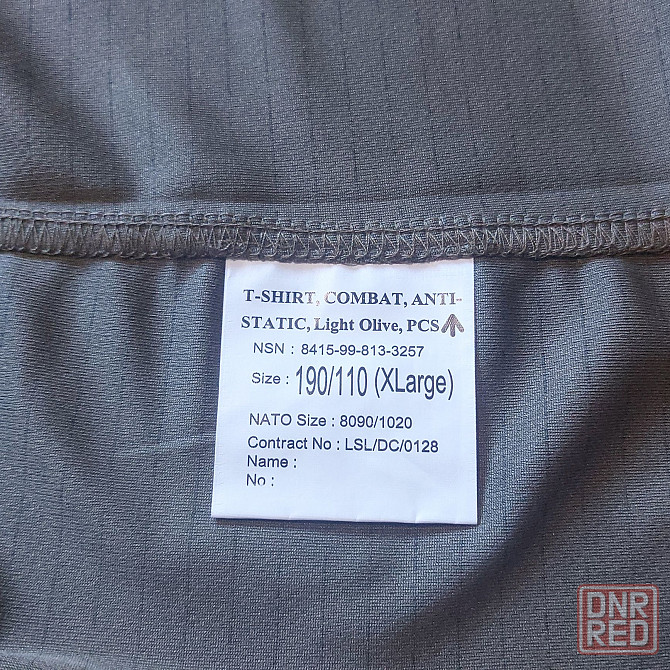 T-SHIRT, COMBAT, ANTI-
STATIC, Light Olive, PCS
NSN : 8415-99-813-3257
Size : 190/110 (XLarge)
NATO Size : 8090/1020
Contract No : LSL/DC/0128
Name :
No :
DNR
RED